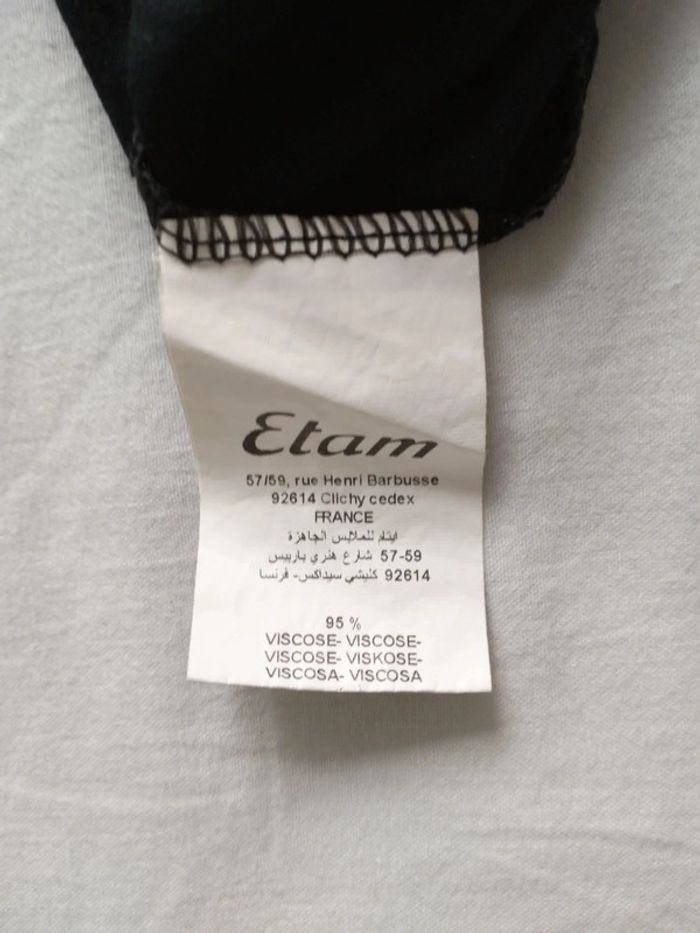 Etam
57/59, rue Henri Barbusse
92614 Clichy cedex
FRANCE
ايتام للملابس الجاهزة
57-59 شارع هنري باربيس
92614 كليشي سيداكس- فرنسا
95 %
VISCOSE- VISCOSE-
VISCOSE- VISKOSE-
VISCOSA- VISCOSA